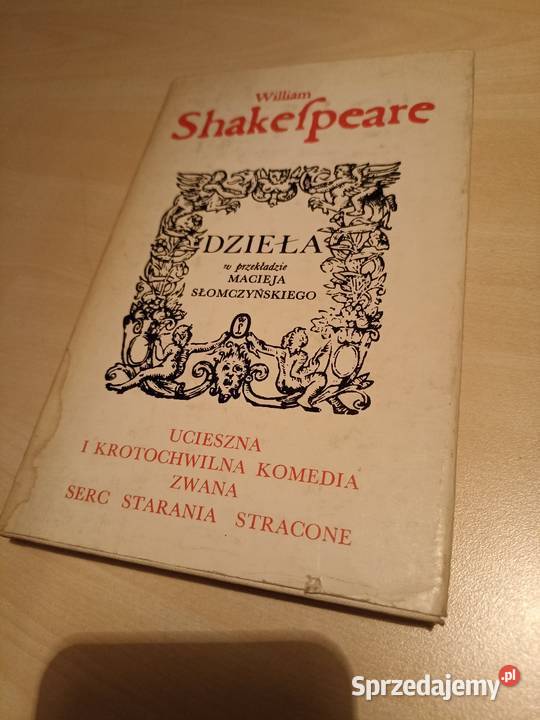 William
Shakeſpeare
DZIEŁA
w przekładzie
MACIEJA
SŁOMCZYŃSKIEGO
UCIESZNA
I KROTOCHWILNA KOMEDIA
ZWANA
SERC STARANIA STRACONE
Sprzedajemy.pl